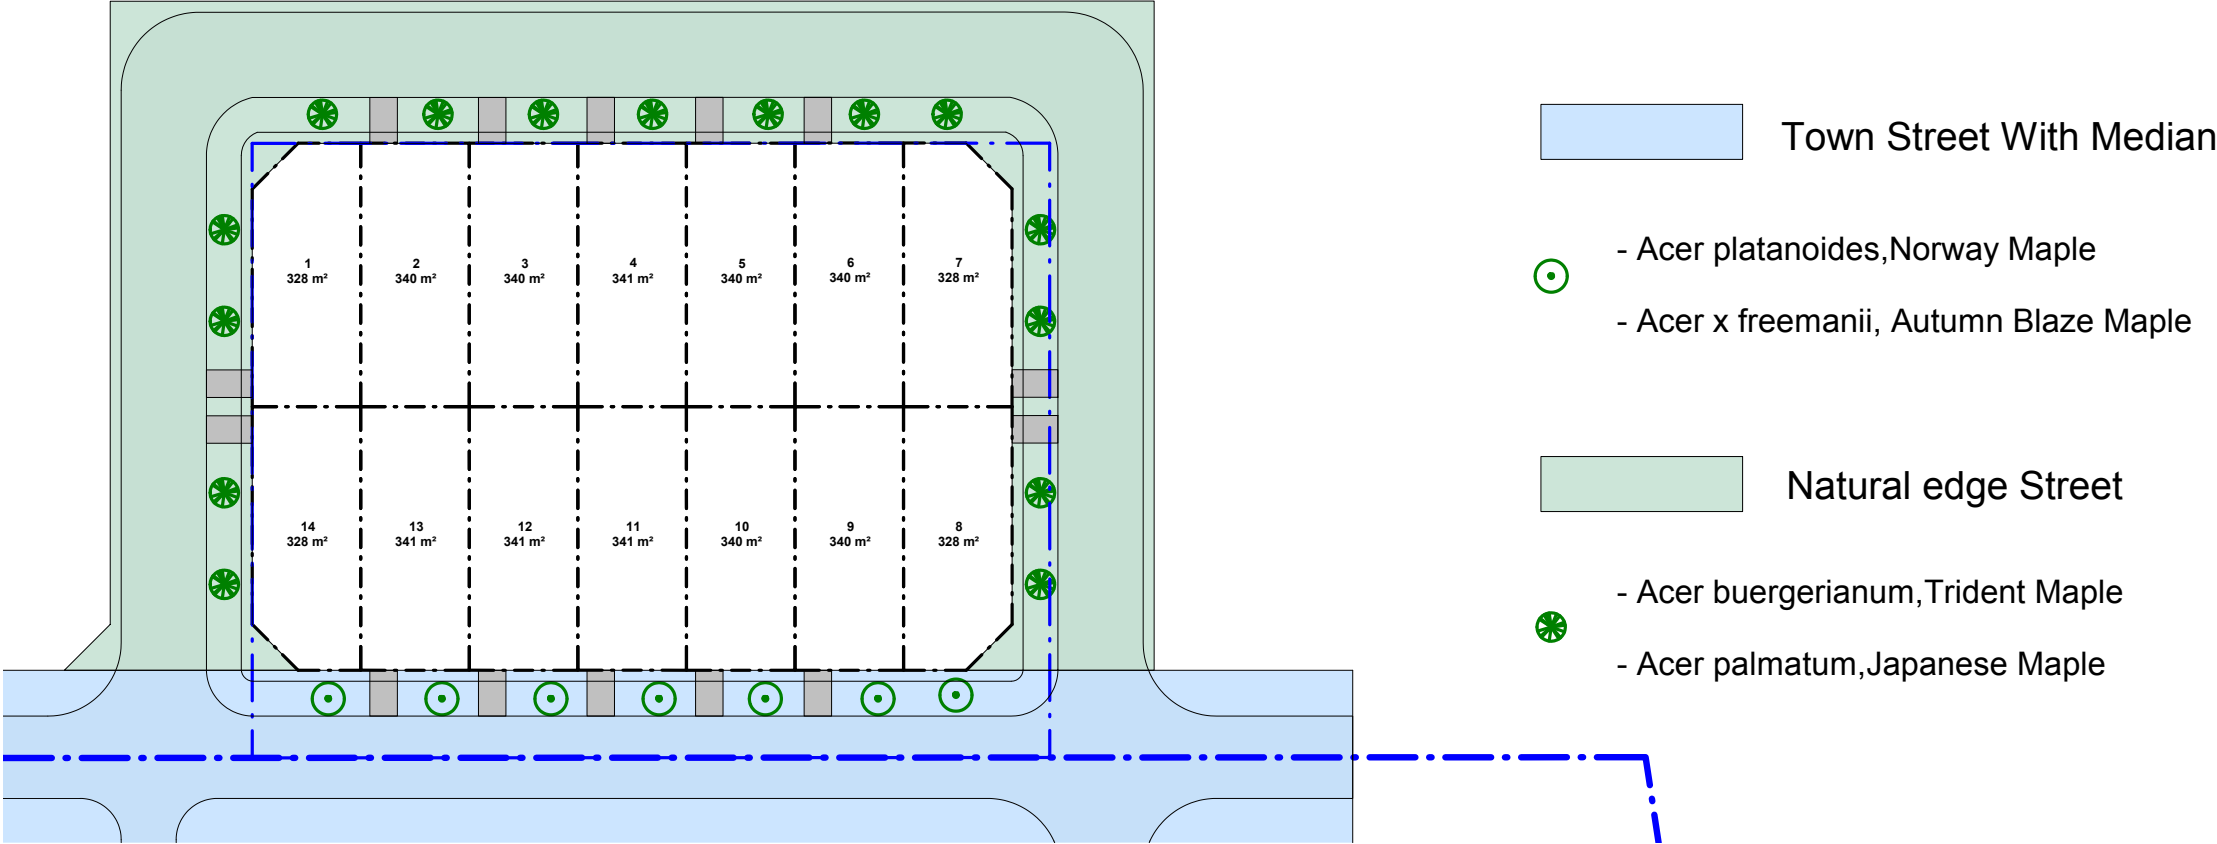 Town Street With Median
- Acer platanoides,Norway Maple
- Acer x freemanii, Autumn Blaze Maple
Natural edge Street
- Acer buergerianum,Trident Maple
- Acer palmatum,Japanese Maple
1
328 m²
2
340 m²
3
340 m²
4
341 m²
5
340 m²
6
340 m²
7
328 m²
14
328 m²
13
341 m²
12
341 m²
11
341 m²
10
340 m²
9
340 m²
8
328 m²